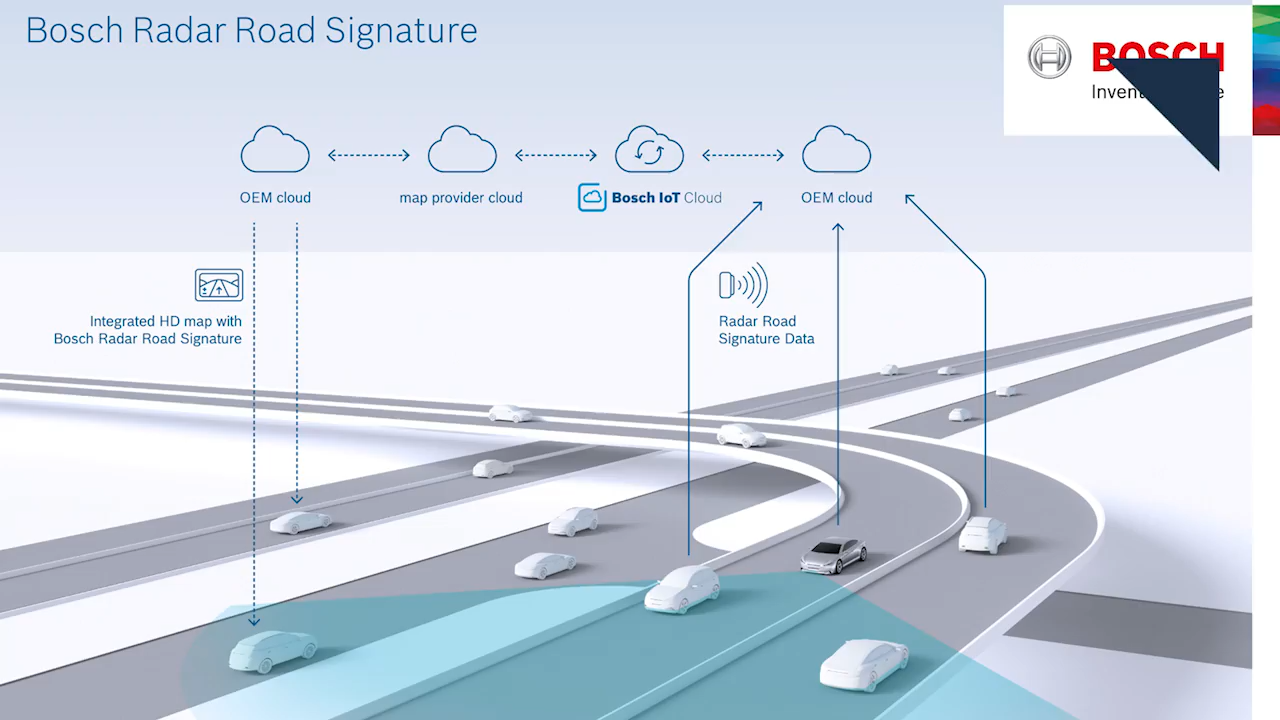 Bosch Radar Road Signature
BOSCH
OEM cloud
map provider cloud
Bosch IoT Cloud
OEM cloud
Integrated HD map with
Bosch Radar Road Signature
Radar Road
Signature Data